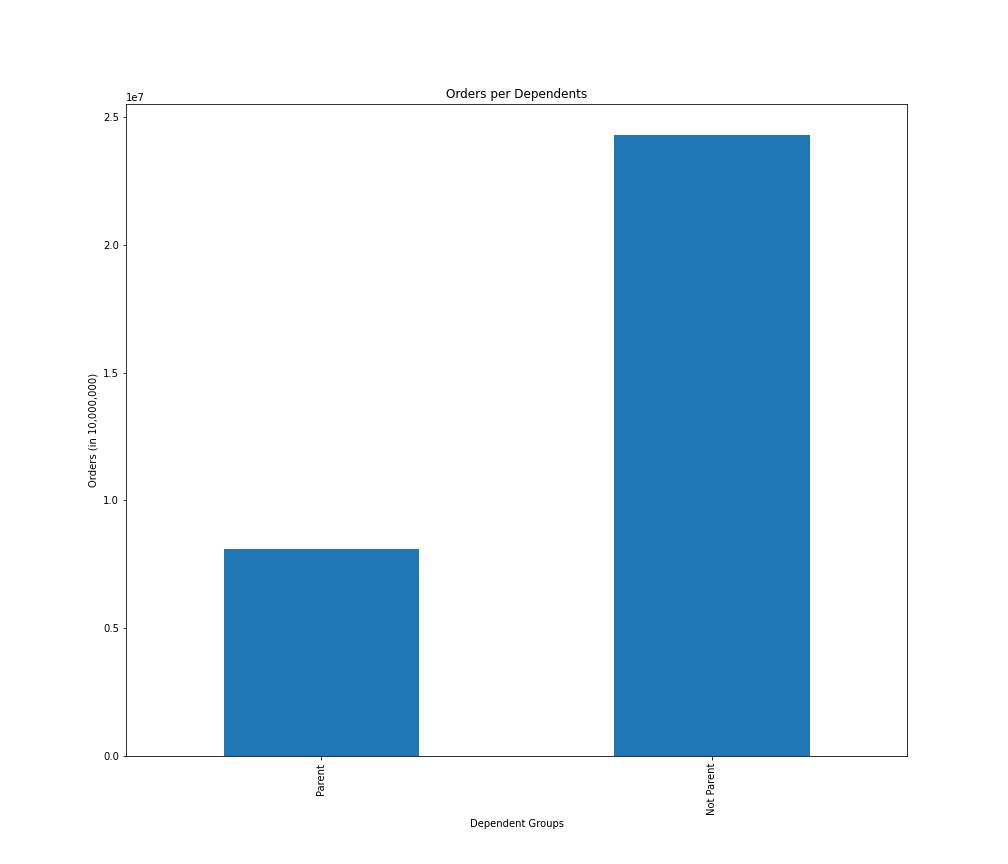 Orders per Dependents
1e7
2.5
2.0
1.5
1.0
0.5
0.0
Orders (in 10,000,000)
Parent
Not Parent
Dependent Groups